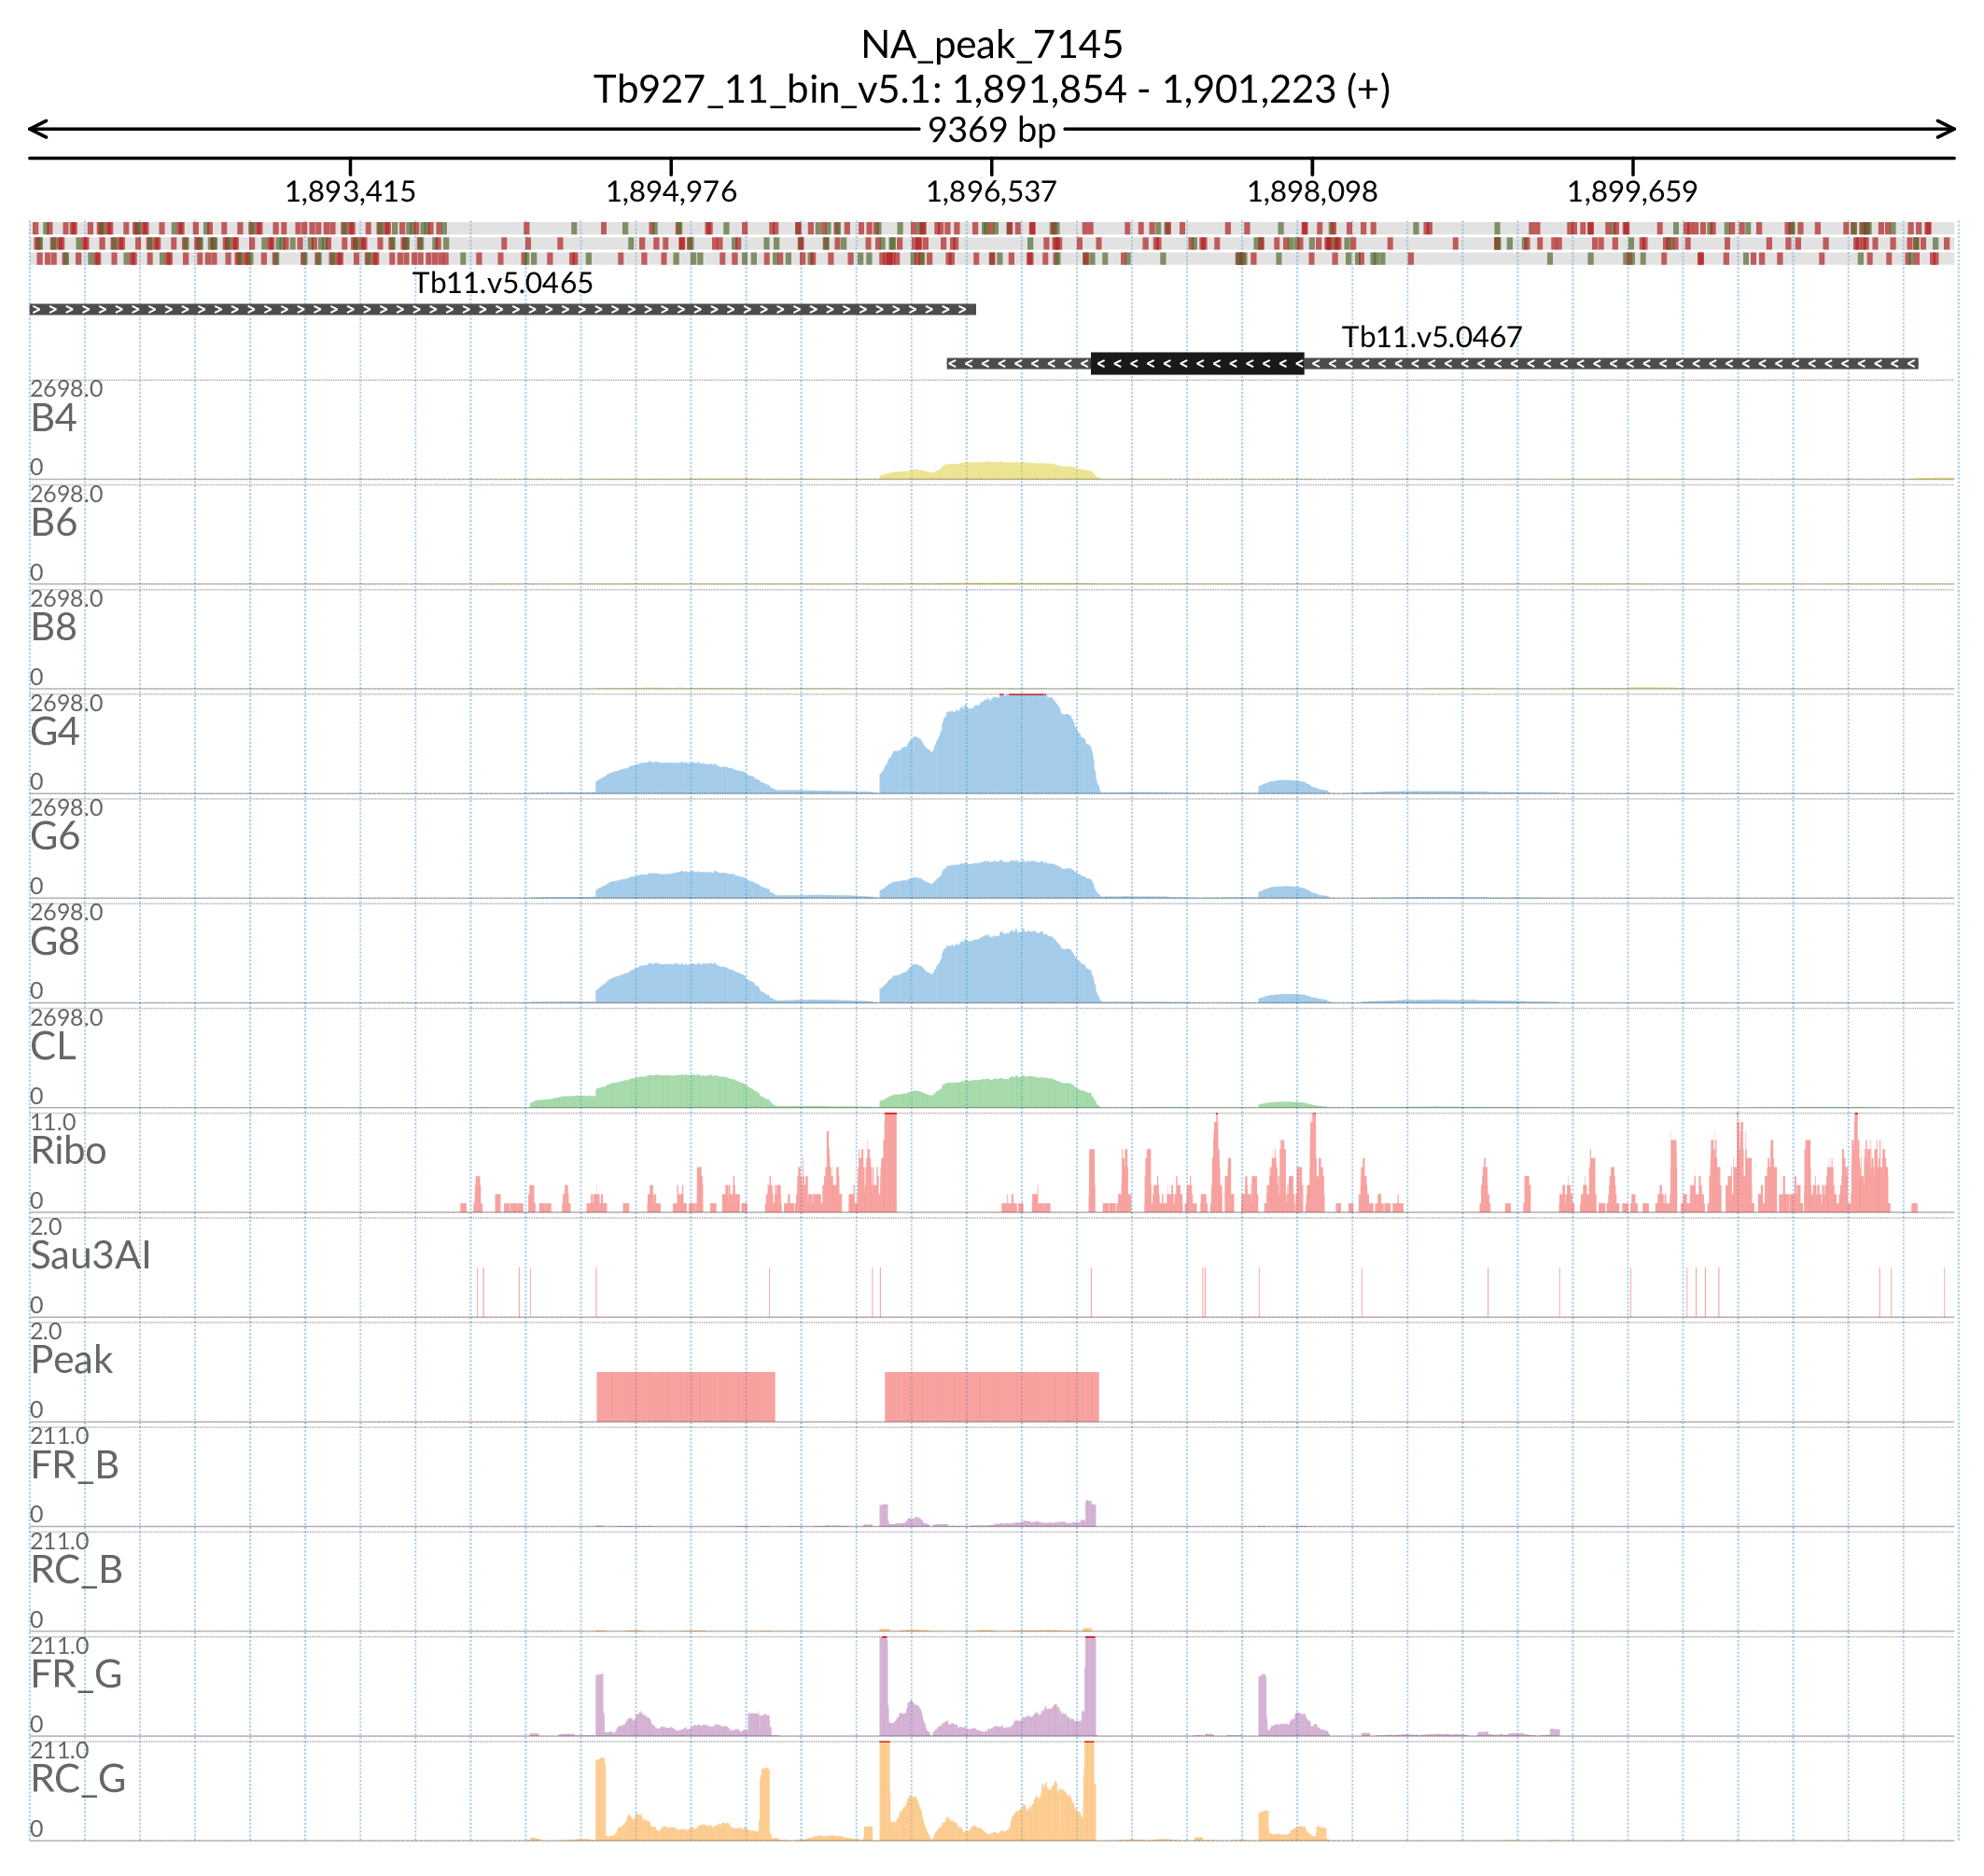 NA_peak_7145
Tb927_11_bin_v5.1: 1,891,854 - 1,901,223 (+)
9369 bp
1,893,415 1,894,976 1,896,537 1,898,098 1,899,659
Tb11.v5.0465
Tb11.v5.0467
2698.0
B4
0
2698.0
B6
0
2698.0
B8
0
2698.0
G4
0
2698.0
G6
0
2698.0
G8
0
2698.0
CL
0
11.0
Ribo
0
2.0
Sau3AI
0
2.0
Peak
0
211.0
FR_B
0
211.0
RC_B
0
211.0
FR_G
0
211.0
RC_G
0